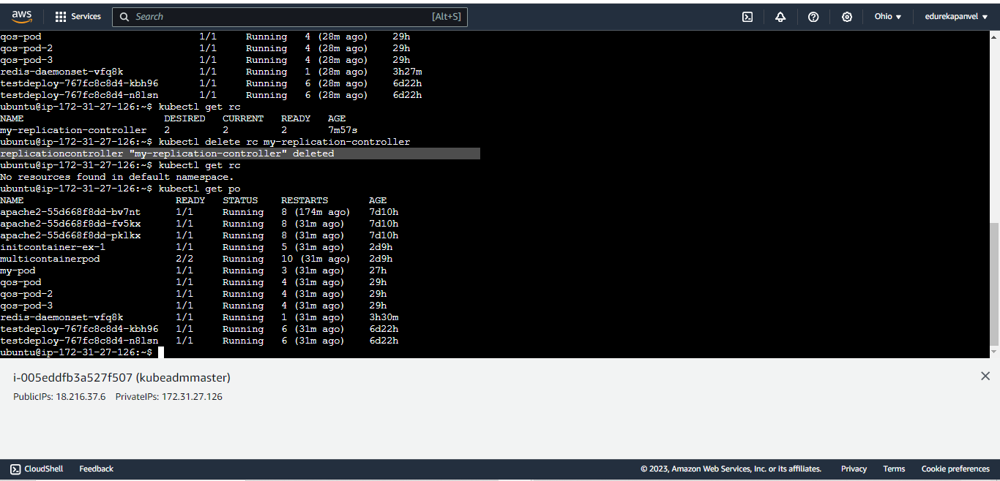 aws Services Search [Alt+S] Ohio ▼ edurekapanvel ▼
qos-pod 1/1 Running 4 (28m ago) 29h
qos-pod-2 1/1 Running 4 (28m ago) 29h
qos-pod-3 1/1 Running 4 (28m ago) 29h
redis-daemonset-vfq8k 1/1 Running 1 (28m ago) 3h27m
testdeploy-767fc8c8d4-kbh96 1/1 Running 6 (28m ago) 6d22h
testdeploy-767fc8c8d4-n8lsn 1/1 Running 6 (28m ago) 6d22h
ubuntu@ip-172-31-27-126:~$ kubectl get rc
NAME DESIRED CURRENT READY AGE
my-replication-controller 2 2 2 7m57s
ubuntu@ip-172-31-27-126:~$ kubectl delete rc my-replication-controller
replicationcontroller "my-replication-controller" deleted
ubuntu@ip-172-31-27-126:~$ kubectl get rc
No resources found in default namespace.
ubuntu@ip-172-31-27-126:~$ kubectl get po
NAME READY STATUS RESTARTS AGE
apache2-55d668f8dd-bv7nt 1/1 Running 8 (174m ago) 7d10h
apache2-55d668f8dd-fv5kx 1/1 Running 8 (31m ago) 7d10h
apache2-55d668f8dd-pklkx 1/1 Running 8 (31m ago) 7d10h
initcontainer-ex-1 1/1 Running 5 (31m ago) 2d9h
multicontainerpod 2/2 Running 10 (31m ago) 2d9h
my-pod 1/1 Running 3 (31m ago) 27h
qos-pod 1/1 Running 4 (31m ago) 29h
qos-pod-2 1/1 Running 4 (31m ago) 29h
qos-pod-3 1/1 Running 4 (31m ago) 29h
redis-daemonset-vfq8k 1/1 Running 1 (31m ago) 3h30m
testdeploy-767fc8c8d4-kbh96 1/1 Running 6 (31m ago) 6d22h
testdeploy-767fc8c8d4-n8lsn 1/1 Running 6 (31m ago) 6d22h
ubuntu@ip-172-31-27-126:~$
i-005eddfb3a527f507 (kubeadmmaster)
PublicIPs: 18.216.37.6 PrivateIPs: 172.31.27.126
CloudShell Feedback © 2023, Amazon Web Services, Inc. or its affiliates. Privacy Terms Cookie preferences